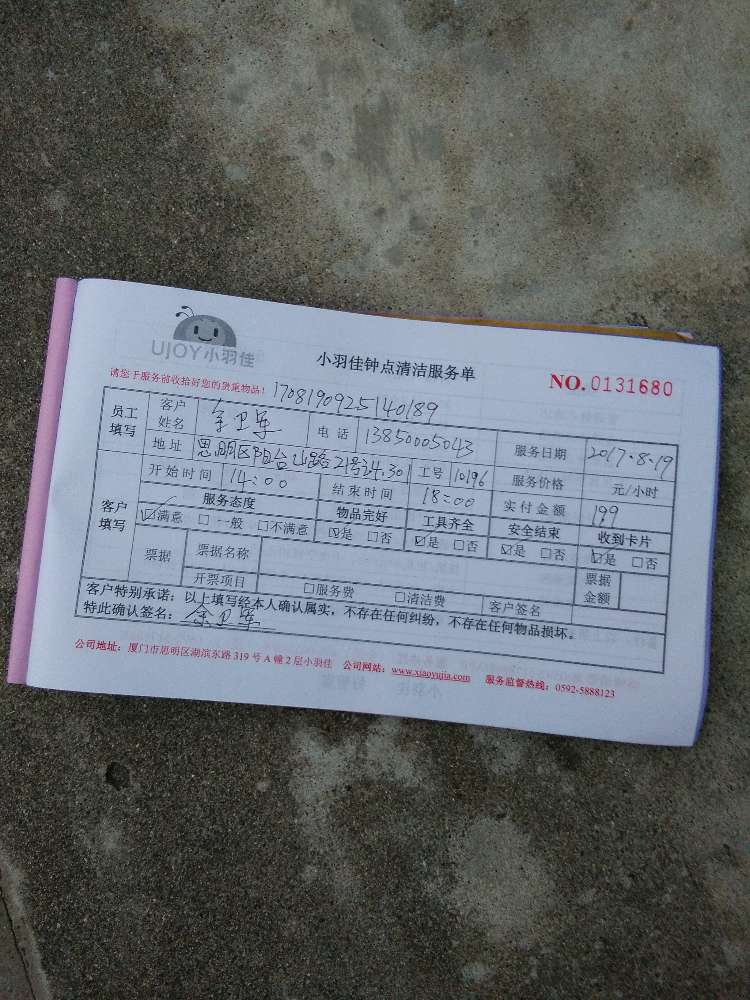 UJOY小羽佳
小羽佳钟点清洁服务单
NO.0131680
请您于服务前收拾好您的贵重物品!
1708190925140189
员工填写 客户姓名 余卫军 电话 13850005043 服务日期 2017.8.19
地址 思明区阳台山路21号24.301 工号 10196 服务价格 元/小时
客户填写 开始时间 14:00 结束时间 18:00 实付金额 199
服务态度 物品完好 工具齐全 安全结束 收到卡片
☑满意 □一般 □不满意 ☑是 □否 ☑是 □否 ☑是 □否 ☑是 □否
票据 票据名称 票据金额
开票项目 □服务费 □清洁费 客户签名
客户特别承诺:以上填写经本人确认属实,不存在任何纠纷,不存在任何物品损坏。
特此确认签名: 余卫军
公司地址:厦门市思明区湖滨东路 319 号 A 幢 2 层小羽佳 公司网站:www.xiaoyujia.com 服务监督热线:0592-5888123